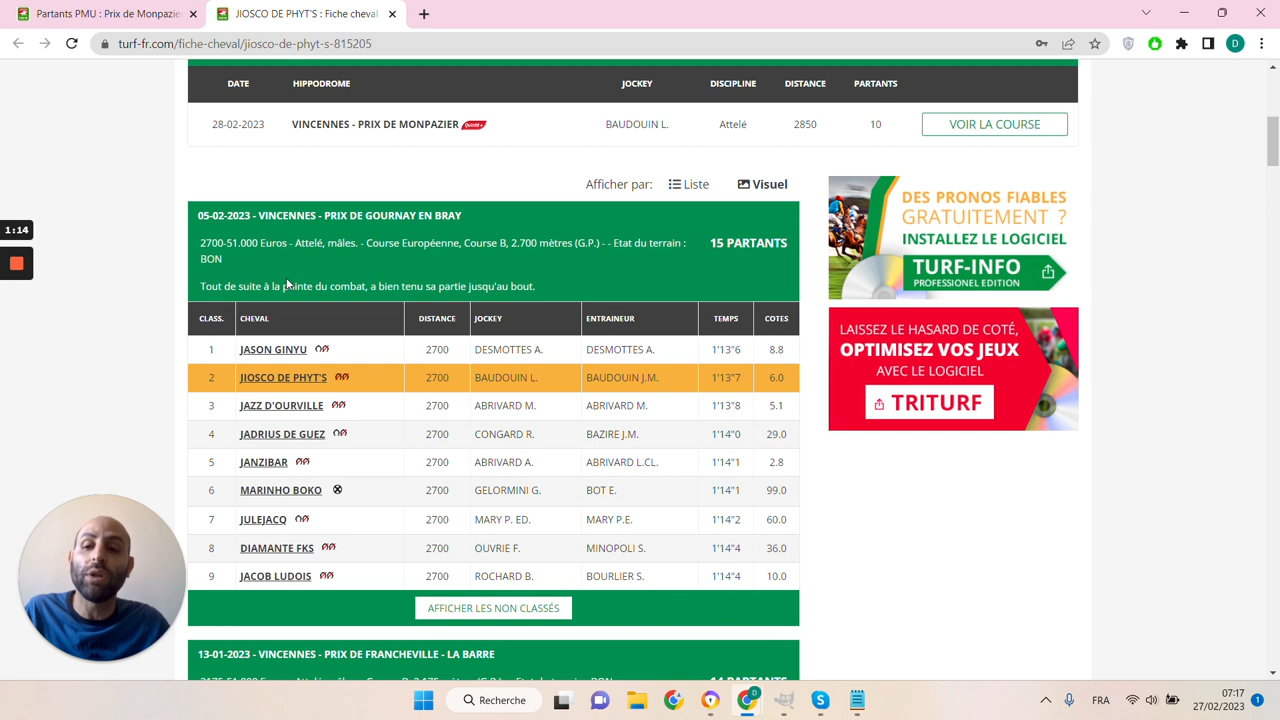 Partants PMU : Prix de Monpazie
JIOSCO DE PHYT'S : Fiche cheval
turf-fr.com/fiche-cheval/jiosco-de-phyt-s-815205
D
DATE HIPPODROME JOCKEY DISCIPLINE DISTANCE PARTANTS
28-02-2023 VINCENNES - PRIX DE MONPAZIER Quinté+ BAUDOUIN L. Attelé 2850 10 VOIR LA COURSE
Afficher par: Liste Visuel
05-02-2023 - VINCENNES - PRIX DE GOURNAY EN BRAY
2700-51.000 Euros - Attelé, mâles. - Course Européenne, Course B, 2.700 mètres (G.P.) - - Etat du terrain :
BON
15 PARTANTS
Tout de suite à la pointe du combat, a bien tenu sa partie jusqu'au bout.
CLASS. CHEVAL DISTANCE JOCKEY ENTRAINEUR TEMPS COTES
1 JASON GINYU 2700 DESMOTTES A. DESMOTTES A. 1'13"6 8.8
2 JIOSCO DE PHYT'S 2700 BAUDOUIN L. BAUDOUIN J.M. 1'13"7 6.0
3 JAZZ D'OURVILLE 2700 ABRIVARD M. ABRIVARD M. 1'13"8 5.1
4 JADRIUS DE GUEZ 2700 CONGARD R. BAZIRE J.M. 1'14"0 29.0
5 JANZIBAR 2700 ABRIVARD A. ABRIVARD L.CL. 1'14"1 2.8
6 MARINHO BOKO 2700 GELORMINI G. BOT E. 1'14"1 99.0
7 JULEJACQ 2700 MARY P. ED. MARY P.E. 1'14"2 60.0
8 DIAMANTE FKS 2700 OUVRIE F. MINOPOLI S. 1'14"4 36.0
9 JACOB LUDOIS 2700 ROCHARD B. BOURLIER S. 1'14"4 10.0
AFFICHER LES NON CLASSÉS
13-01-2023 - VINCENNES - PRIX DE FRANCHEVILLE - LA BARRE
DES PRONOS FIABLES
GRATUITEMENT ?
INSTALLEZ LE LOGICIEL
TURF-INFO
PROFESSIONEL EDITION
LAISSEZ LE HASARD DE COTÉ,
OPTIMISEZ VOS JEUX
AVEC LE LOGICIEL
TRITURF
1:14
Recherche
D
FRA
07:17
27/02/2023
1